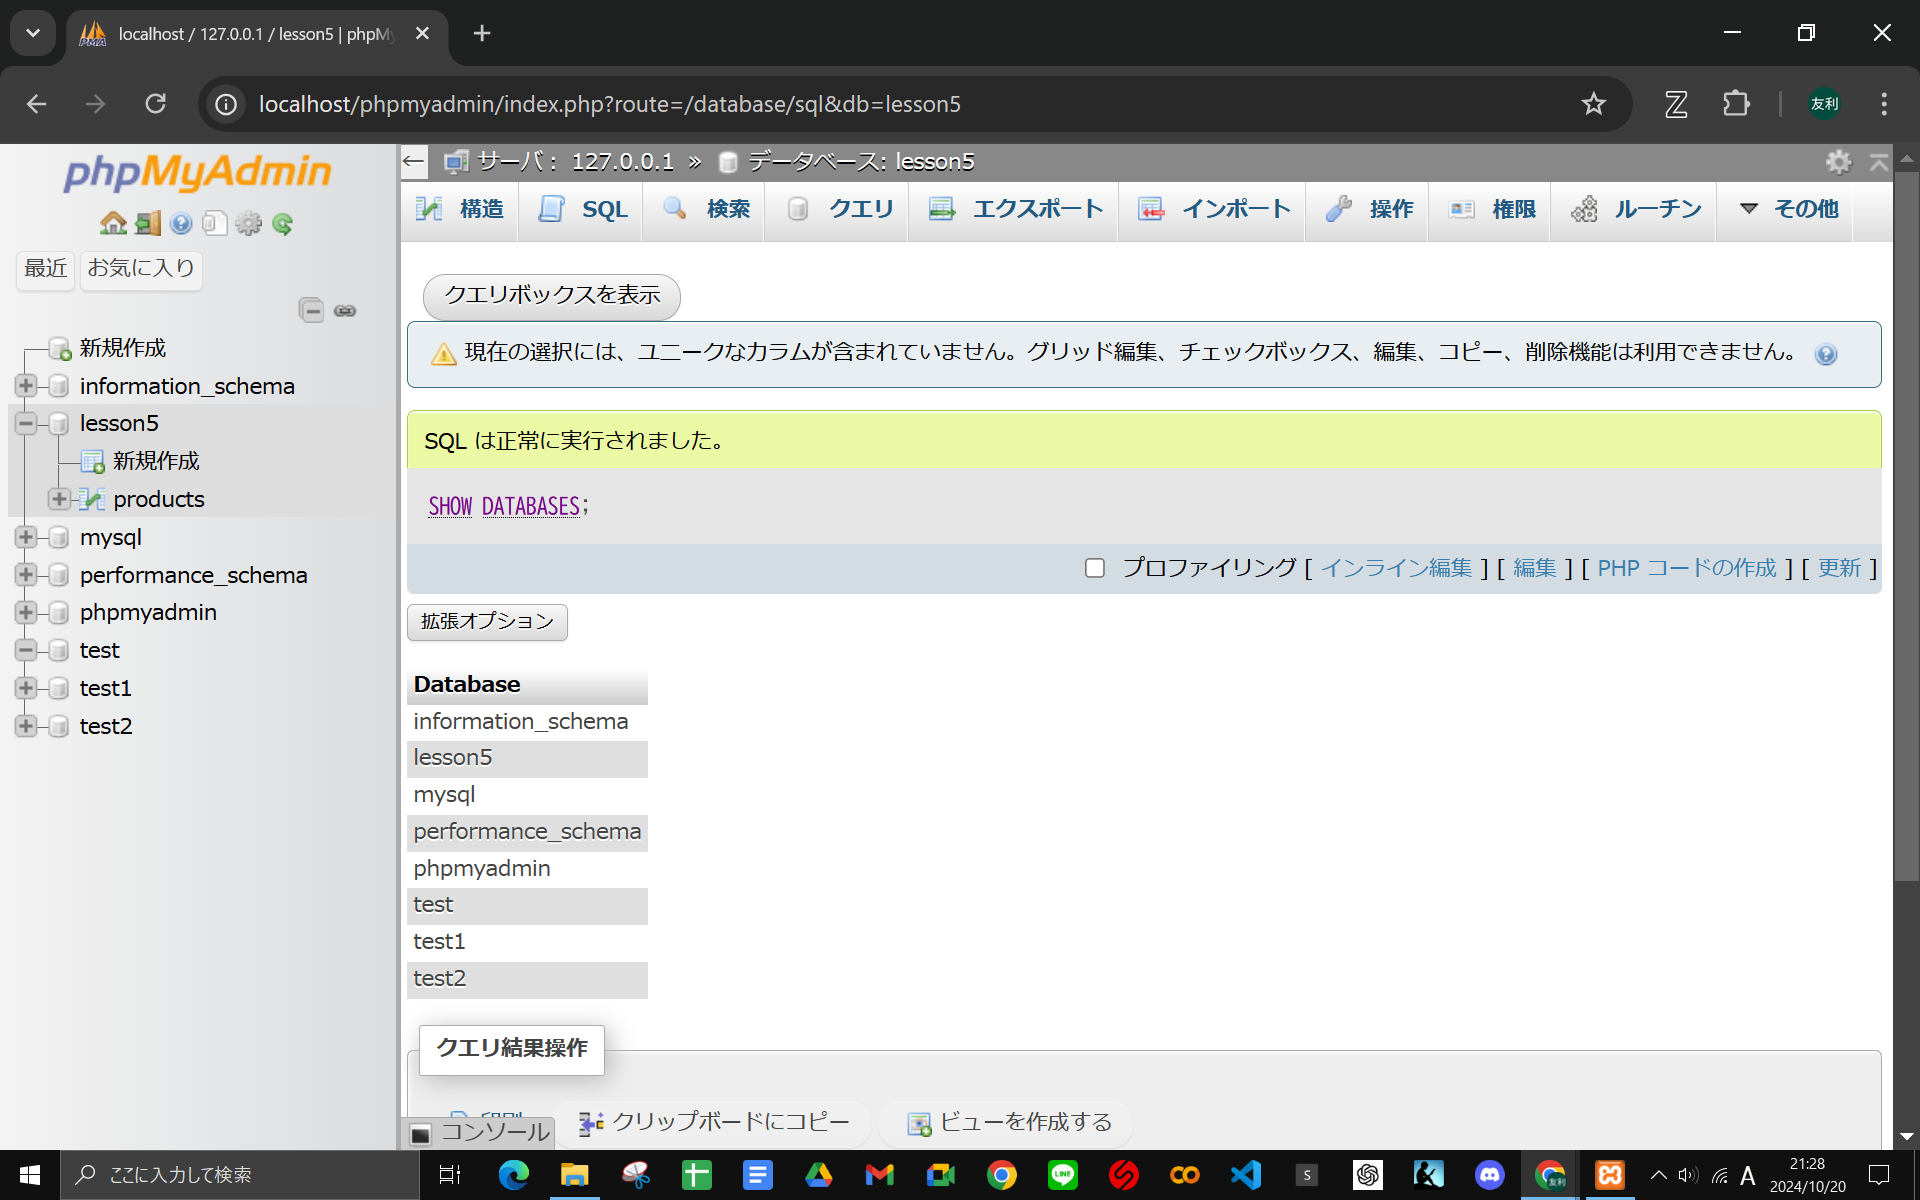 localhost / 127.0.0.1 / lesson5 | phpM
localhost/phpmyadmin/index.php?route=/database/sql&db=lesson5
友利
phpMyAdmin
最近 お気に入り
新規作成
information_schema
lesson5
新規作成
products
mysql
performance_schema
phpmyadmin
test
test1
test2
サーバ: 127.0.0.1 » データベース: lesson5
構造 SQL 検索 クエリ エクスポート インポート 操作 権限 ルーチン その他
クエリボックスを表示
現在の選択には、ユニークなカラムが含まれていません。グリッド編集、チェックボックス、編集、コピー、削除機能は利用できません。
SQL は正常に実行されました。
SHOW DATABASES;
プロファイリング [ インライン編集 ] [ 編集 ] [ PHP コードの作成 ] [ 更新 ]
拡張オプション
Database
information_schema
lesson5
mysql
performance_schema
phpmyadmin
test
test1
test2
クエリ結果操作
印刷 クリップボードにコピー ビューを作成する
コンソール
ここに入力して検索
A
21:28
2024/10/20